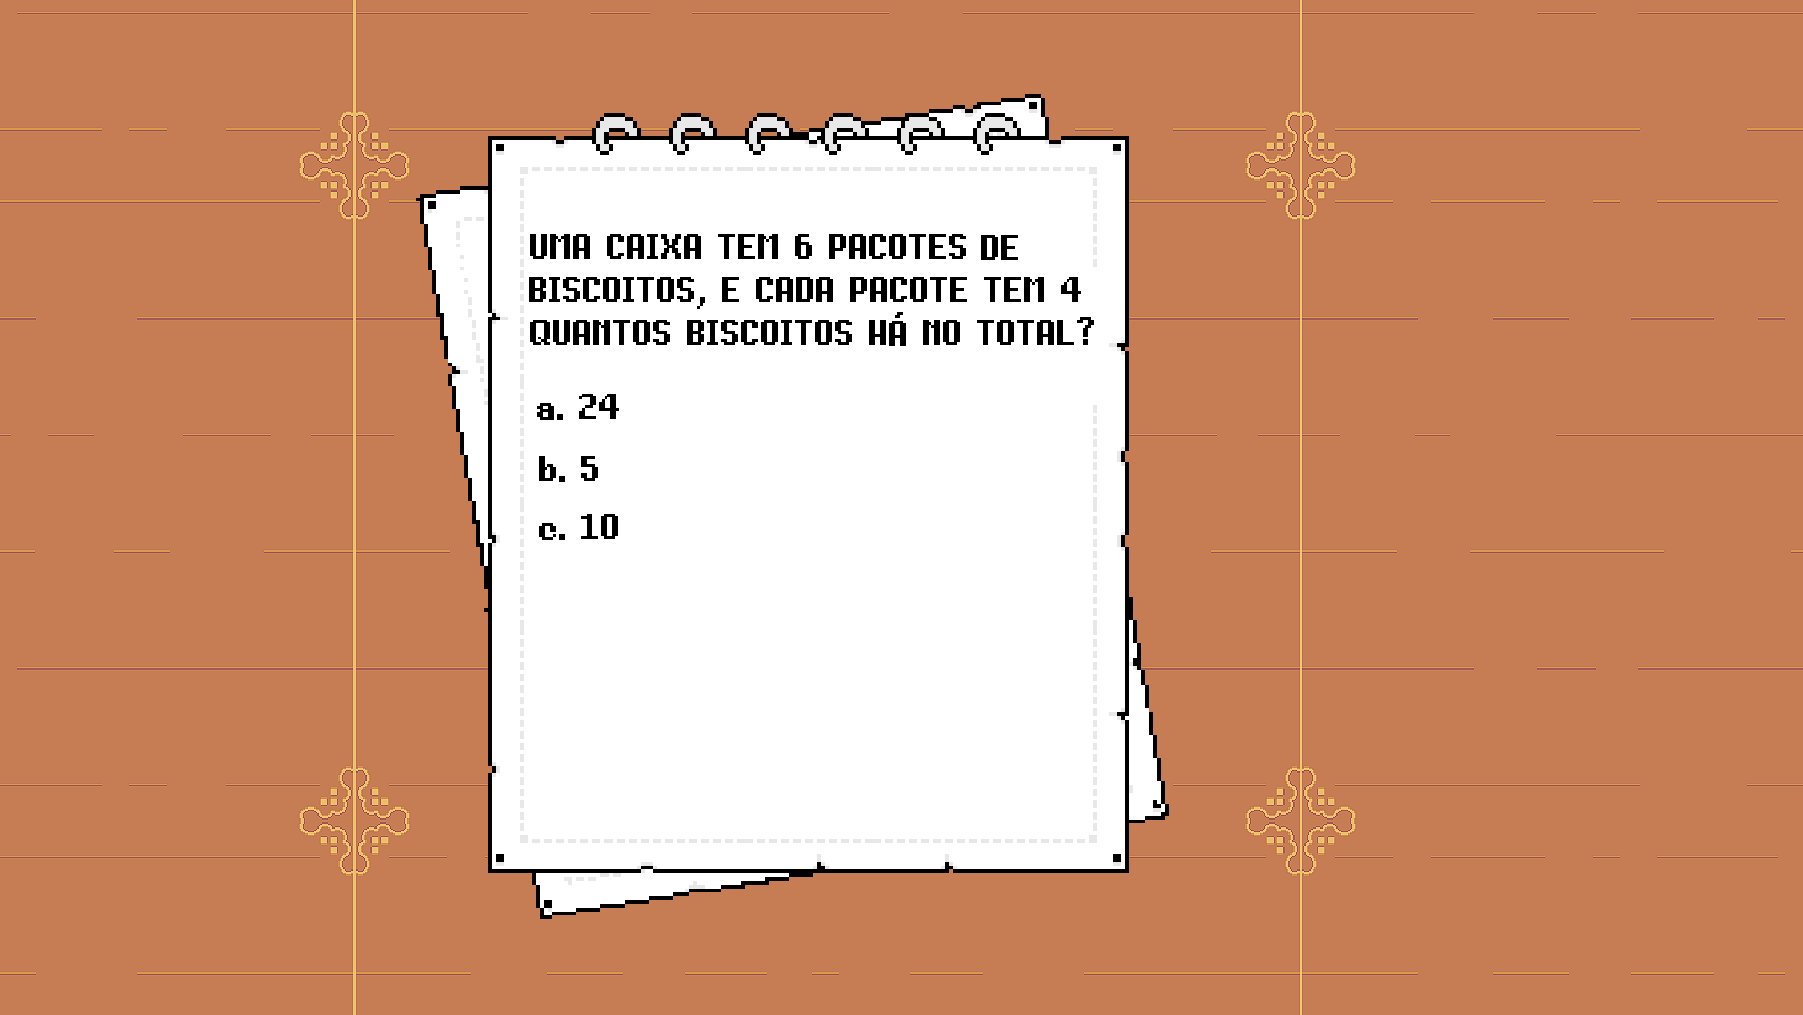 UMA CAIXA TEM 6 PACOTES DE
BISCOITOS, E CADA PACOTE TEM 4
QUANTOS BISCOITOS HÁ NO TOTAL?
a. 24
b. 5
c. 10